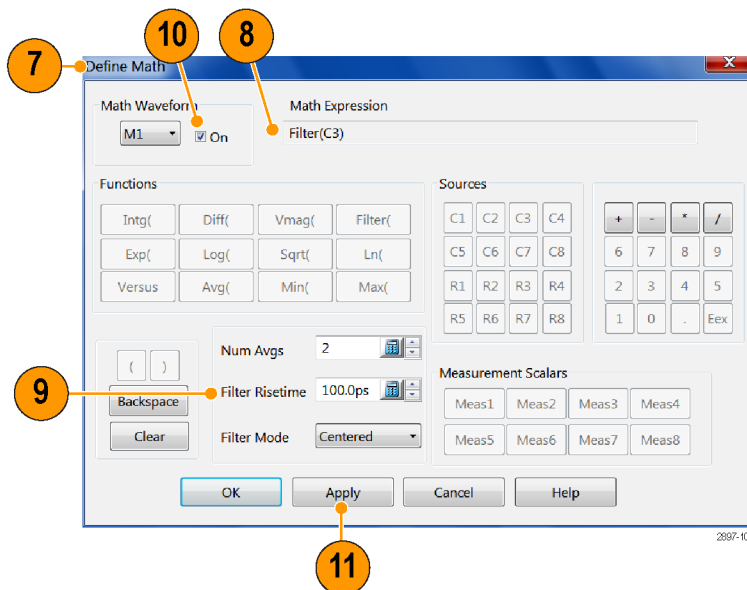 10
8
7
Define Math
X
Math Waveform
Math Expression
M1
On
Filter(C3)
Functions
Sources
Intg( Diff( Vmag( Filter(
C1 C2 C3 C4
+ - * /
Exp( Log( Sqrt( Ln(
C5 C6 C7 C8
6 7 8 9
Versus Avg( Min( Max(
R1 R2 R3 R4
2 3 4 5
R5 R6 R7 R8
1 0 . Eex
( )
Num Avgs 2
9
Backspace
Filter Risetime 100.0ps
Measurement Scalars
Meas1 Meas2 Meas3 Meas4
Clear
Filter Mode Centered
Meas5 Meas6 Meas7 Meas8
OK Apply Cancel Help
2897-10
11